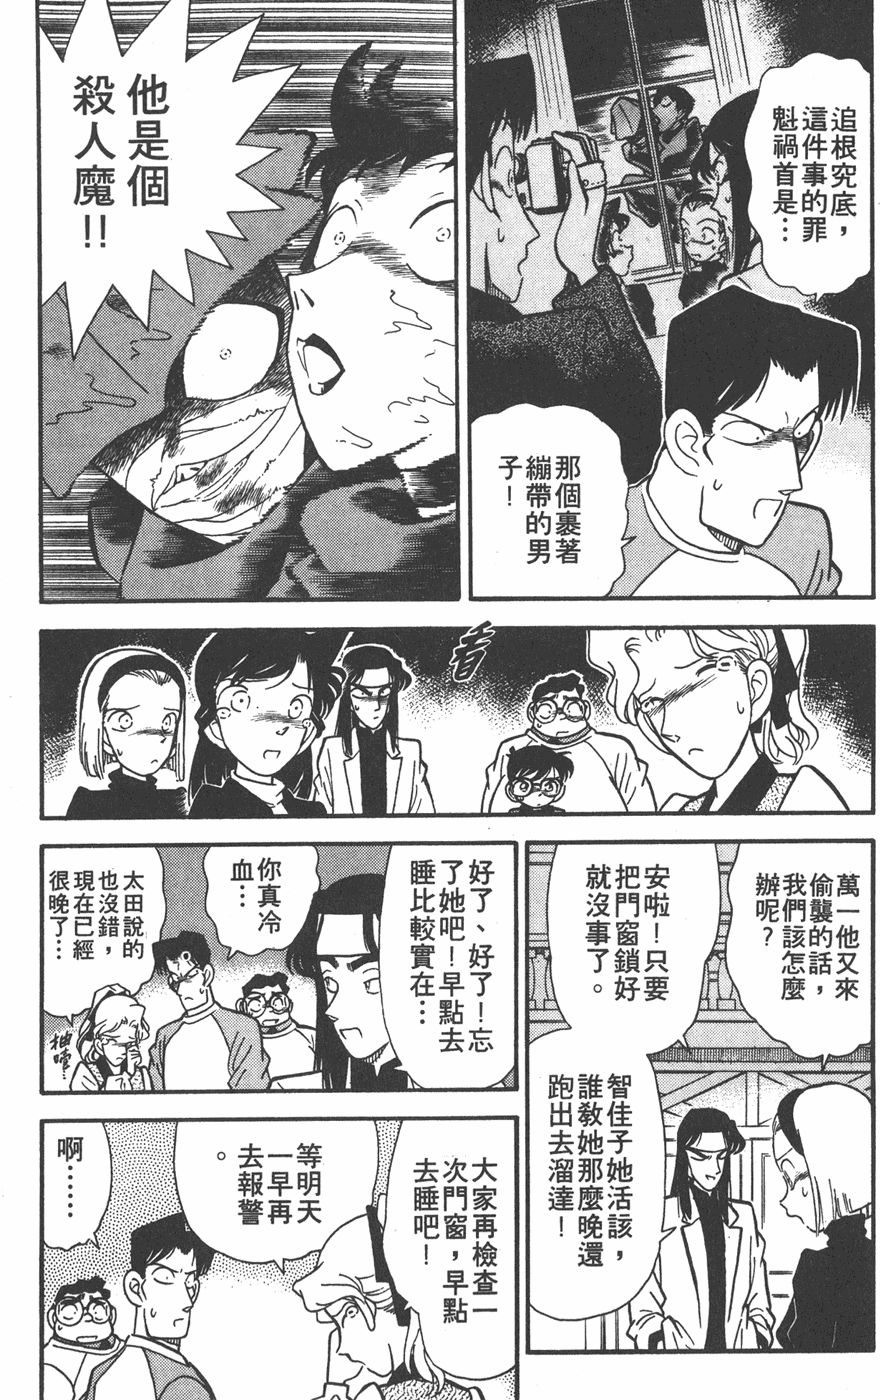 追根究底，
這件事的罪
魁禍首是…
那個裹著
繃帶的男
子！
他是個
殺人魔!!
看
萬一他又來
偷襲的話，
我們該怎麼
辦呢？
安啦！只要
把門窗鎖好
就沒事了。
智佳子她活該，
誰教她那麼晚還
跑出去溜達！
好了、好了！忘
了她吧！早點去
睡比較實在…
你真冷
血…
太田說的
也沒錯，
現在已經
很晚了…
抽噎…
大家再檢查一
次門窗，早點
去睡吧！
等明天
一早再
去報警
。
啊……